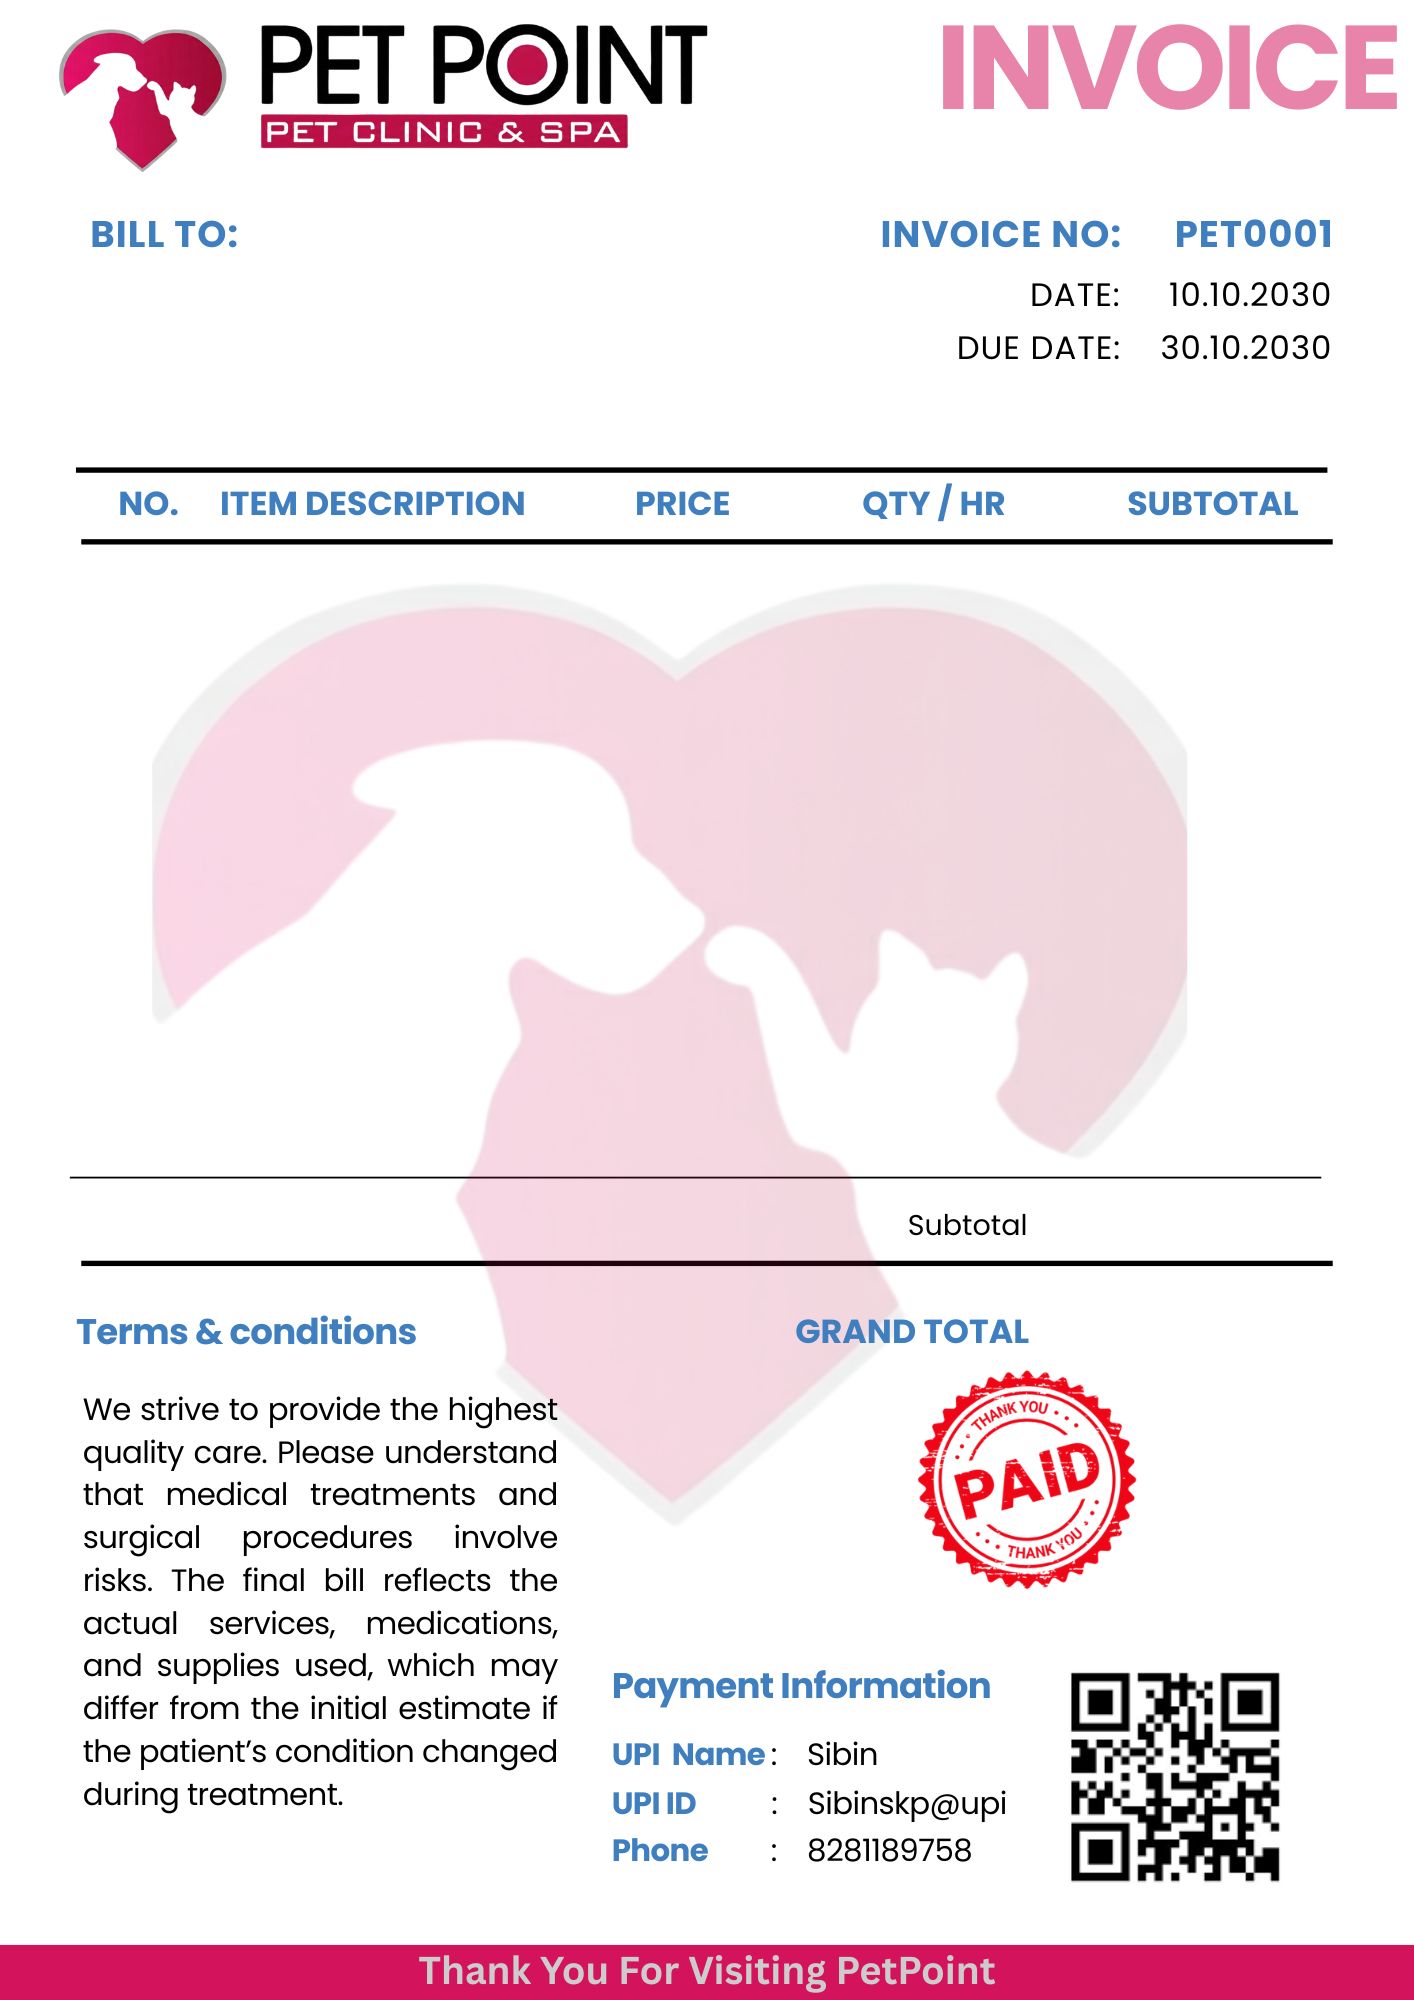 PET POINT
PET CLINIC & SPA
INVOICE
BILL TO:
INVOICE NO: PET0001
DATE: 10.10.2030
DUE DATE: 30.10.2030
NO. ITEM DESCRIPTION PRICE QTY / HR SUBTOTAL
Subtotal
Terms & conditions
We strive to provide the highest
quality care. Please understand
that medical treatments and
surgical procedures involve
risks. The final bill reflects the
actual services, medications,
and supplies used, which may
differ from the initial estimate if
the patient’s condition changed
during treatment.
GRAND TOTAL
THANK YOU
PAID
THANK YOU
Payment Information
UPI Name : Sibin
UPI ID : Sibinskp@upi
Phone : 8281189758
Thank You For Visiting PetPoint